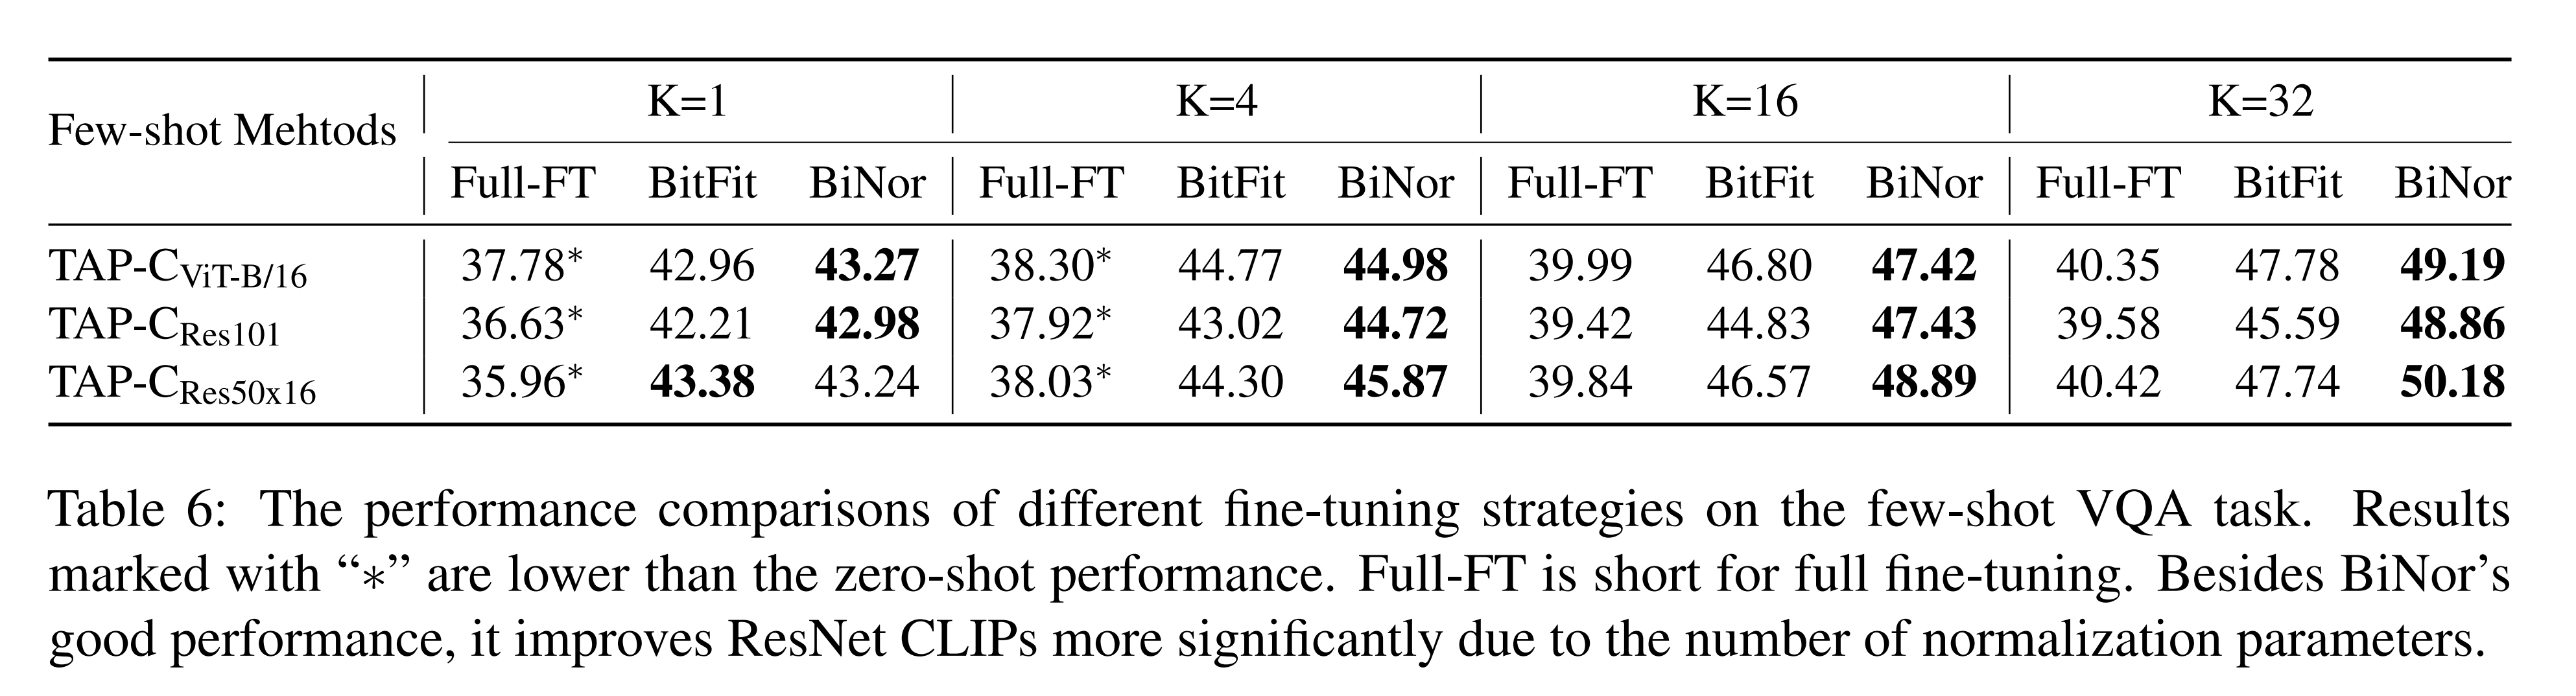 K=1 K=4 K=16 K=32
Few-shot Mehtods
Full-FT BitFit BiNor Full-FT BitFit BiNor Full-FT BitFit BiNor Full-FT BitFit BiNor
TAP-CViT-B/16 37.78* 42.96 43.27 38.30* 44.77 44.98 39.99 46.80 47.42 40.35 47.78 49.19
TAP-CRes101 36.63* 42.21 42.98 37.92* 43.02 44.72 39.42 44.83 47.43 39.58 45.59 48.86
TAP-CRes50x16 35.96* 43.38 43.24 38.03* 44.30 45.87 39.84 46.57 48.89 40.42 47.74 50.18
Table 6: The performance comparisons of different fine-tuning strategies on the few-shot VQA task. Results
marked with “∗” are lower than the zero-shot performance. Full-FT is short for full fine-tuning. Besides BiNor’s
good performance, it improves ResNet CLIPs more significantly due to the number of normalization parameters.